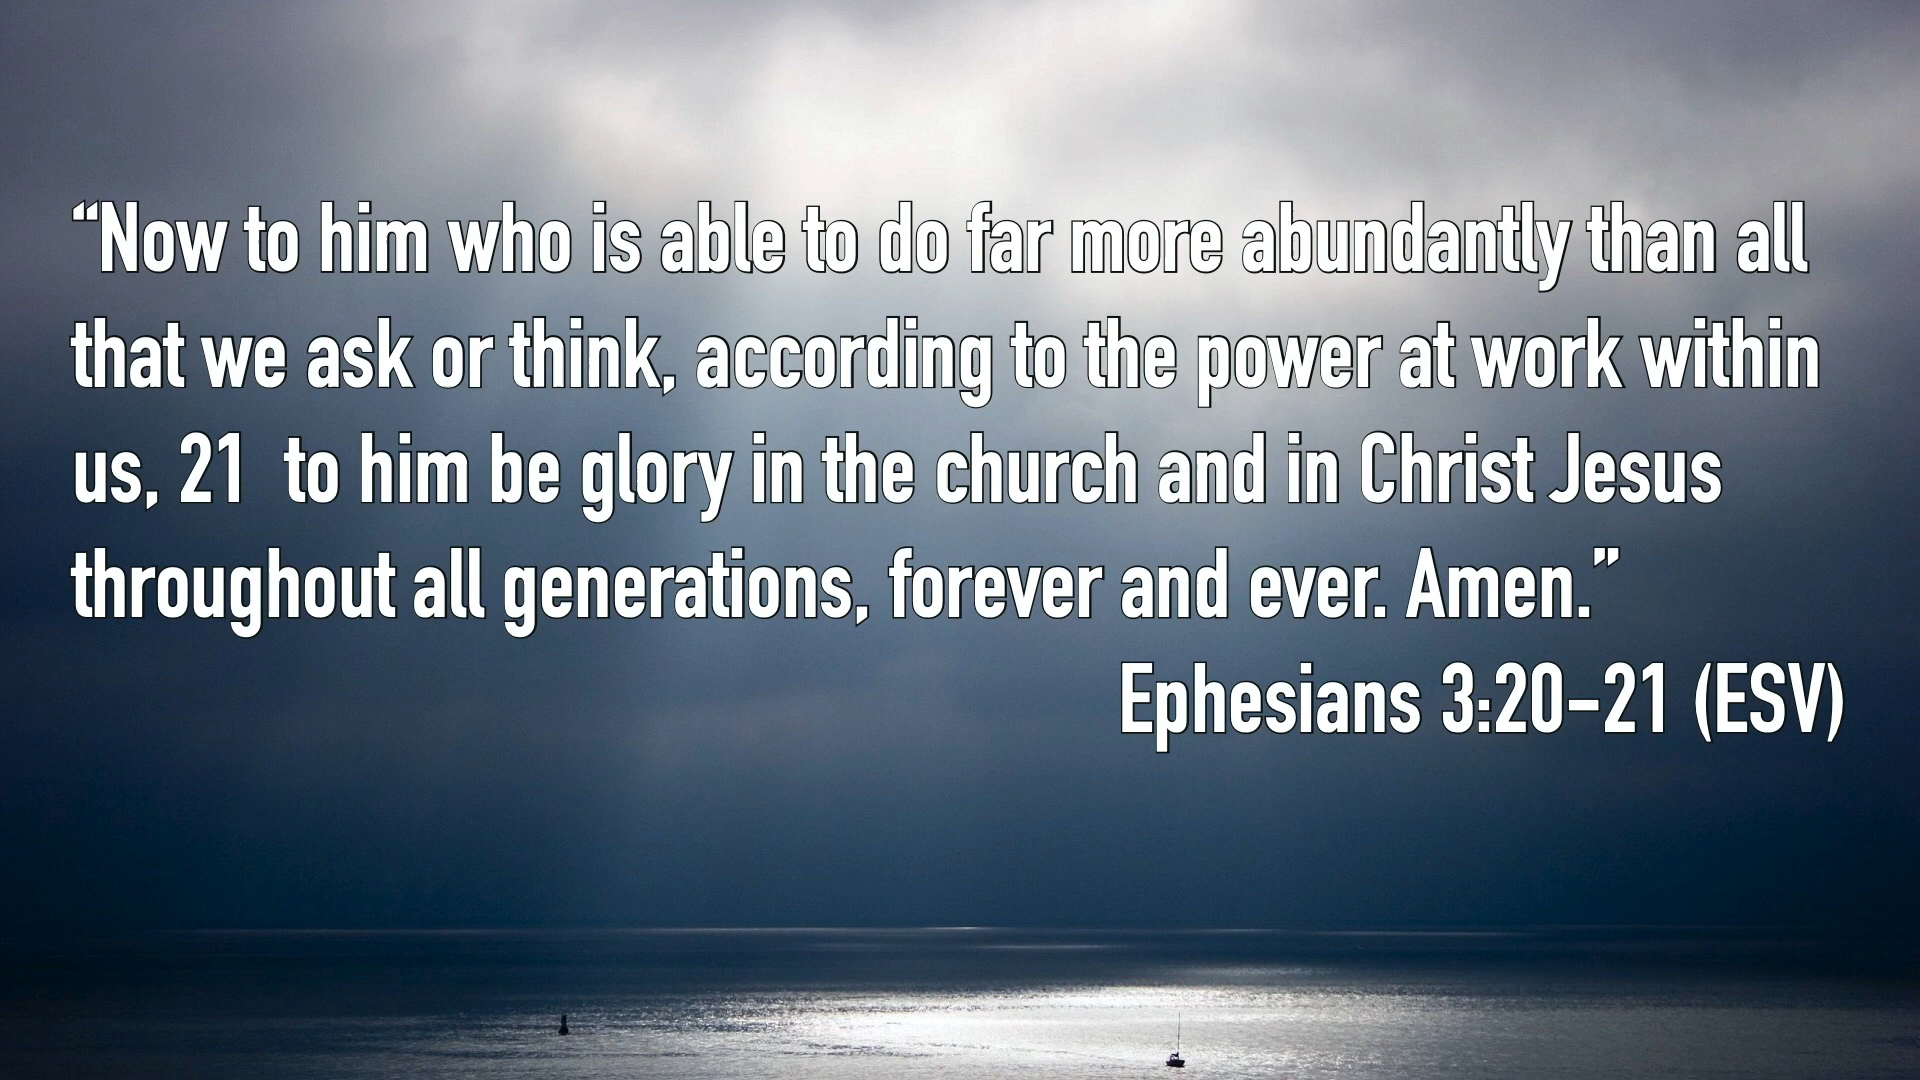 “Now to him who is able to do far more abundantly than all
that we ask or think, according to the power at work within
us, 21  to him be glory in the church and in Christ Jesus
throughout all generations, forever and ever. Amen.”
Ephesians 3:20–21 (ESV)